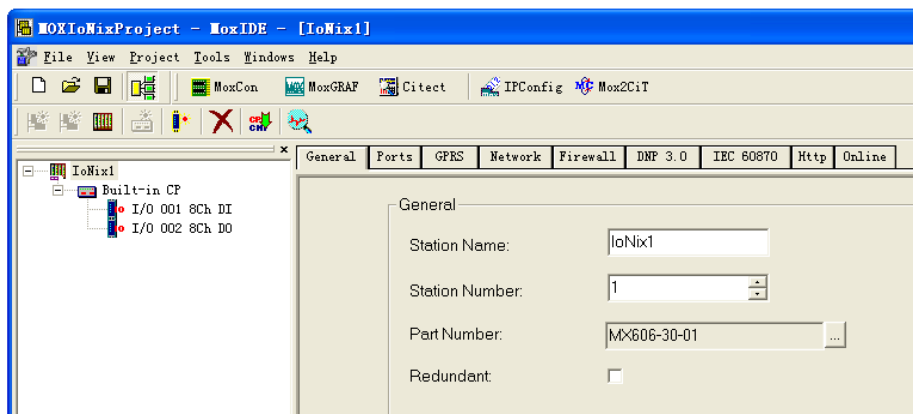 MOXIoNixProject - MoxIDE - [IoNix1]
File View Project Tools Windows Help
MoxCon MoxGRAF Citect IPConfig Mox2CiT
IoNix1
Built-in CP
I/O 001 8Ch DI
I/O 002 8Ch DO
General Ports GPRS Network Firewall DNP 3.0 IEC 60870 Http Online
General
Station Name: IoNix1
Station Number: 1
Part Number: MX606-30-01 ...
Redundant: